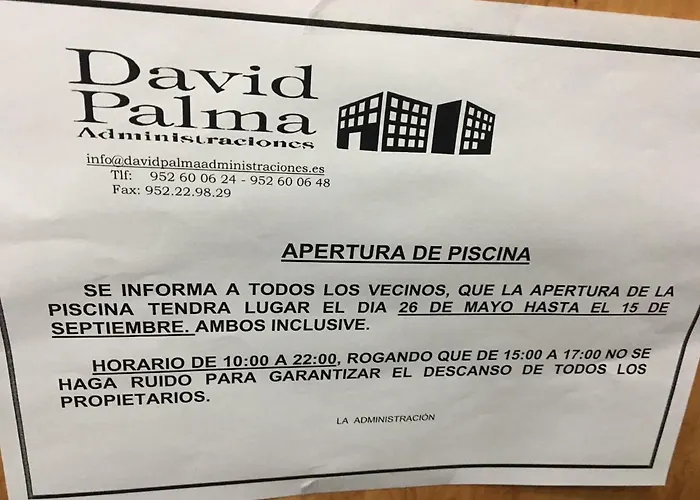 David
Palma
Administraciones
info@davidpalmaadministraciones.es
Tlf: 952 60 06 24 - 952 60 06 48
Fax: 952.22.98.29
APERTURA DE PISCINA
SE INFORMA A TODOS LOS VECINOS, QUE LA APERTURA DE LA
PISCINA TENDRA LUGAR EL DIA 26 DE MAYO HASTA EL 15 DE
SEPTIEMBRE. AMBOS INCLUSIVE.
HORARIO DE 10:00 A 22:00, ROGANDO QUE DE 15:00 A 17:00 NO SE
HAGA RUIDO PARA GARANTIZAR EL DESCANSO DE TODOS LOS
PROPIETARIOS.
LA ADMINISTRACIÓN